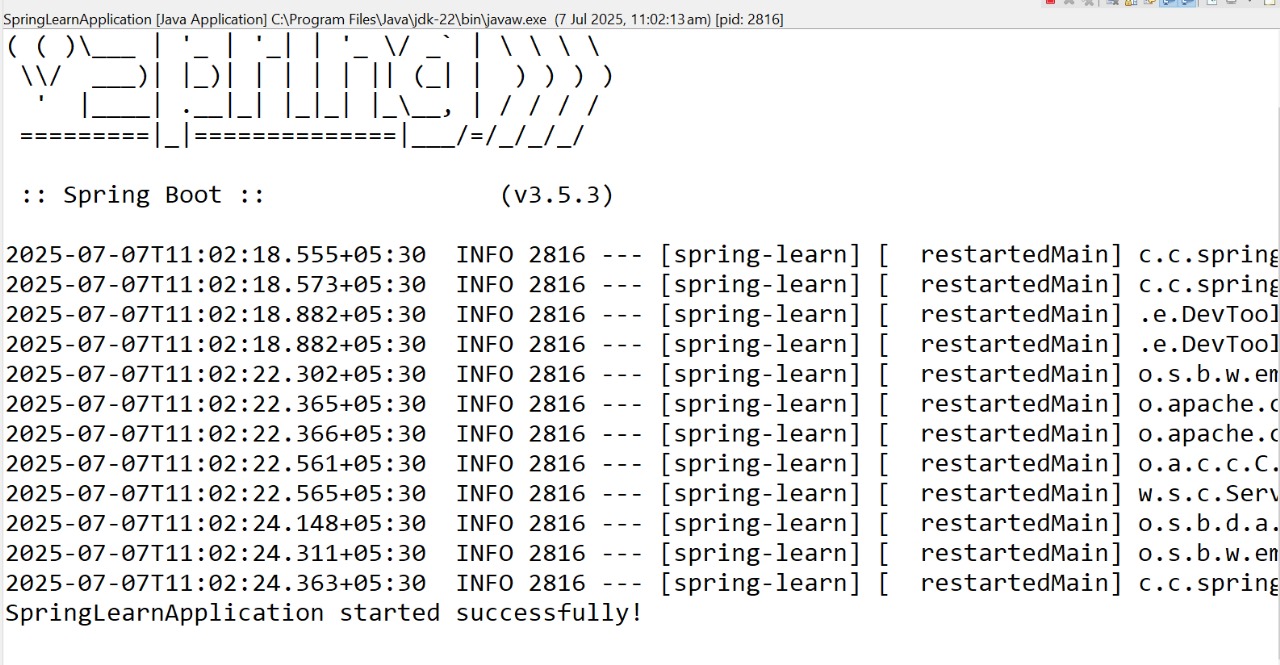 SpringLearnApplication [Java Application] C:\Program Files\Java\jdk-22\bin\javaw.exe (7 Jul 2025, 11:02:13 am) [pid: 2816]
( ( )\___ | '_ | '_| | '_ \/ _` | \ \ \ \
 \\/  ___)| |_)| | | | | || (_| |  ) ) ) )
  '  |____| .__|_| |_|_| |_\__, | / / / /
 =========|_|==============|___/=/_/_/_/
 :: Spring Boot ::                (v3.5.3)
2025-07-07T11:02:18.555+05:30  INFO 2816 --- [spring-learn] [  restartedMain] c.c.spring
2025-07-07T11:02:18.573+05:30  INFO 2816 --- [spring-learn] [  restartedMain] c.c.spring
2025-07-07T11:02:18.882+05:30  INFO 2816 --- [spring-learn] [  restartedMain] .e.DevTool
2025-07-07T11:02:18.882+05:30  INFO 2816 --- [spring-learn] [  restartedMain] .e.DevTool
2025-07-07T11:02:22.302+05:30  INFO 2816 --- [spring-learn] [  restartedMain] o.s.b.w.em
2025-07-07T11:02:22.365+05:30  INFO 2816 --- [spring-learn] [  restartedMain] o.apache.c
2025-07-07T11:02:22.366+05:30  INFO 2816 --- [spring-learn] [  restartedMain] o.apache.c
2025-07-07T11:02:22.561+05:30  INFO 2816 --- [spring-learn] [  restartedMain] o.a.c.c.C.
2025-07-07T11:02:22.565+05:30  INFO 2816 --- [spring-learn] [  restartedMain] w.s.c.Serv
2025-07-07T11:02:24.148+05:30  INFO 2816 --- [spring-learn] [  restartedMain] o.s.b.d.a.
2025-07-07T11:02:24.311+05:30  INFO 2816 --- [spring-learn] [  restartedMain] o.s.b.w.em
2025-07-07T11:02:24.363+05:30  INFO 2816 --- [spring-learn] [  restartedMain] c.c.spring
SpringLearnApplication started successfully!